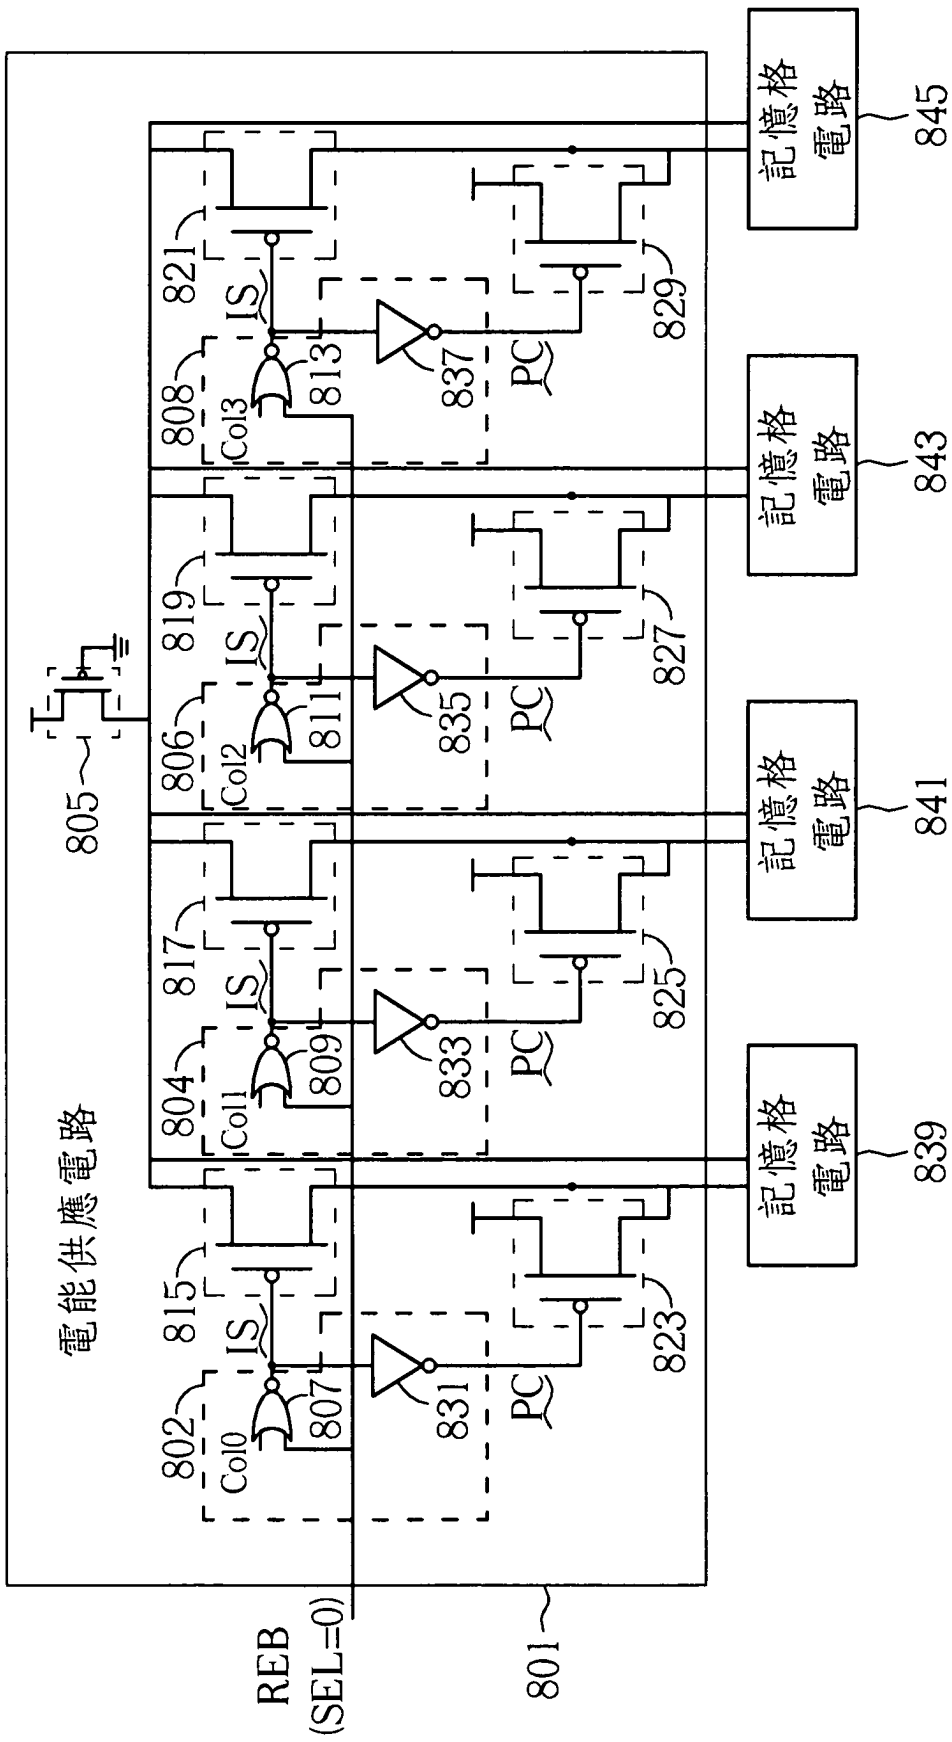 電能供應電路
805
802
804
806
808
815
817
819
821
Col0
Col1
Col2
Col3
IS
IS
IS
IS
807
809
811
813
REB
(SEL=0)
831
833
835
837
PC
PC
PC
PC
801
823
825
827
829
記憶格
電路
記憶格
電路
記憶格
電路
記憶格
電路
839
841
843
845